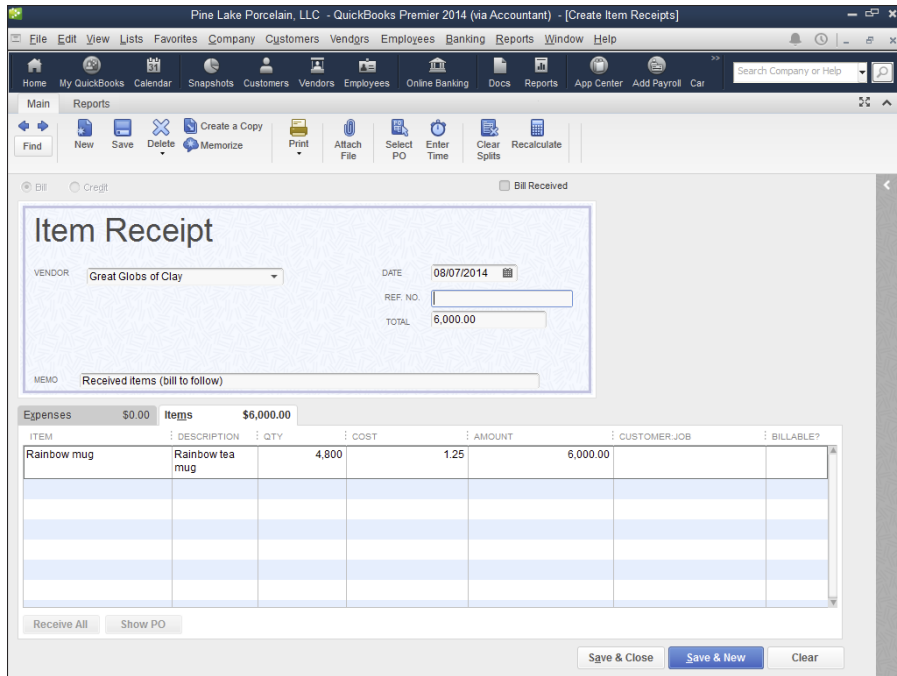 Pine Lake Porcelain, LLC - QuickBooks Premier 2014 (via Accountant) - [Create Item Receipts]
File Edit View Lists Favorites Company Customers Vendors Employees Banking Reports Window Help
Home My QuickBooks Calendar Snapshots Customers Vendors Employees Online Banking Docs Reports App Center Add Payroll Car
31
Search Company or Help
Main Reports
Find New Save Delete Create a Copy
Memorize
Print Attach File Select PO Enter Time Clear Splits Recalculate
Bill Credit Bill Received
Item Receipt
VENDOR Great Globs of Clay DATE 08/07/2014
REF. NO.
TOTAL 6,000.00
MEMO Received items (bill to follow)
Expenses $0.00 Items $6,000.00
ITEM DESCRIPTION QTY COST AMOUNT CUSTOMER:JOB BILLABLE?
Rainbow mug Rainbow tea 4,800 1.25 6,000.00
mug
Receive All Show PO
Save & Close Save & New Clear